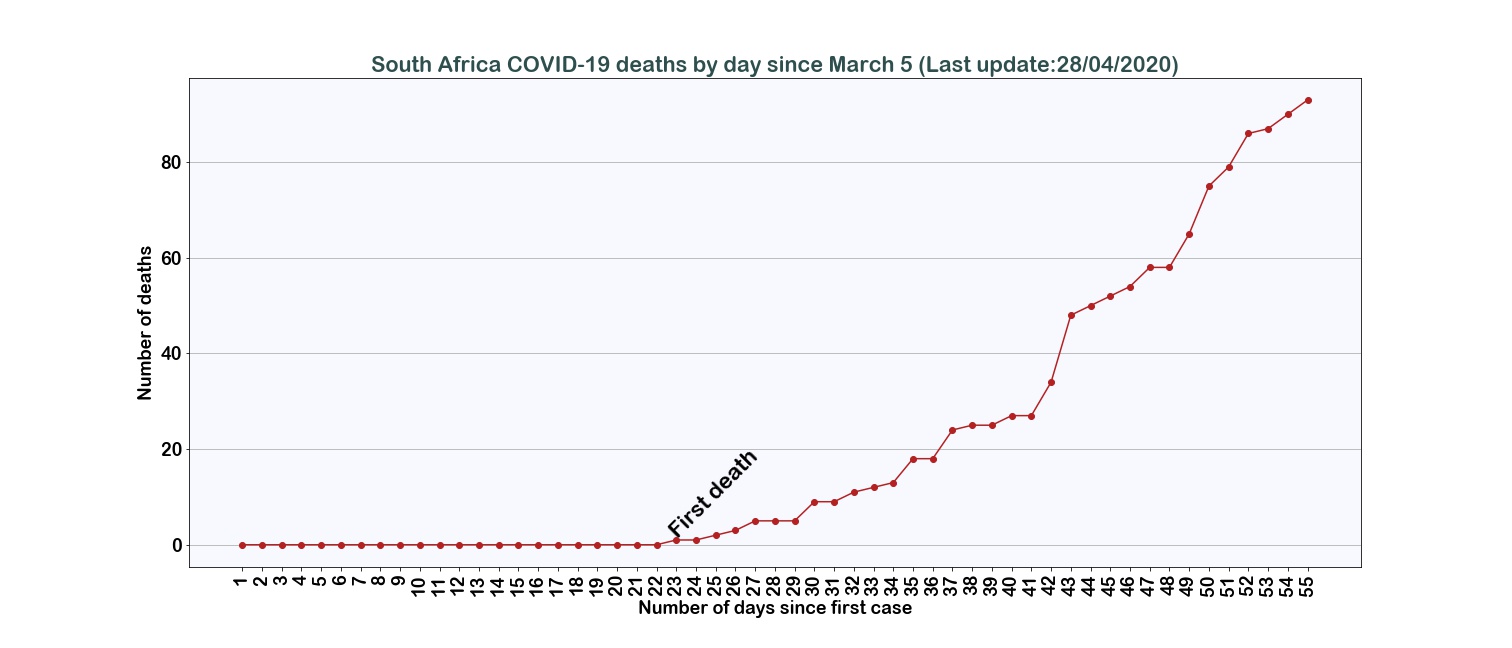 South Africa COVID-19 deaths by day since March 5 (Last update:28/04/2020)
Number of deaths
80
60
40
20
0
First death
1 2 3 4 5 6 7 8 9 10 11 12 13 14 15 16 17 18 19 20 21 22 23 24 25 26 27 28 29 30 31 32 33 34 35 36 37 38 39 40 41 42 43 44 45 46 47 48 49 50 51 52 53 54 55
Number of days since first case